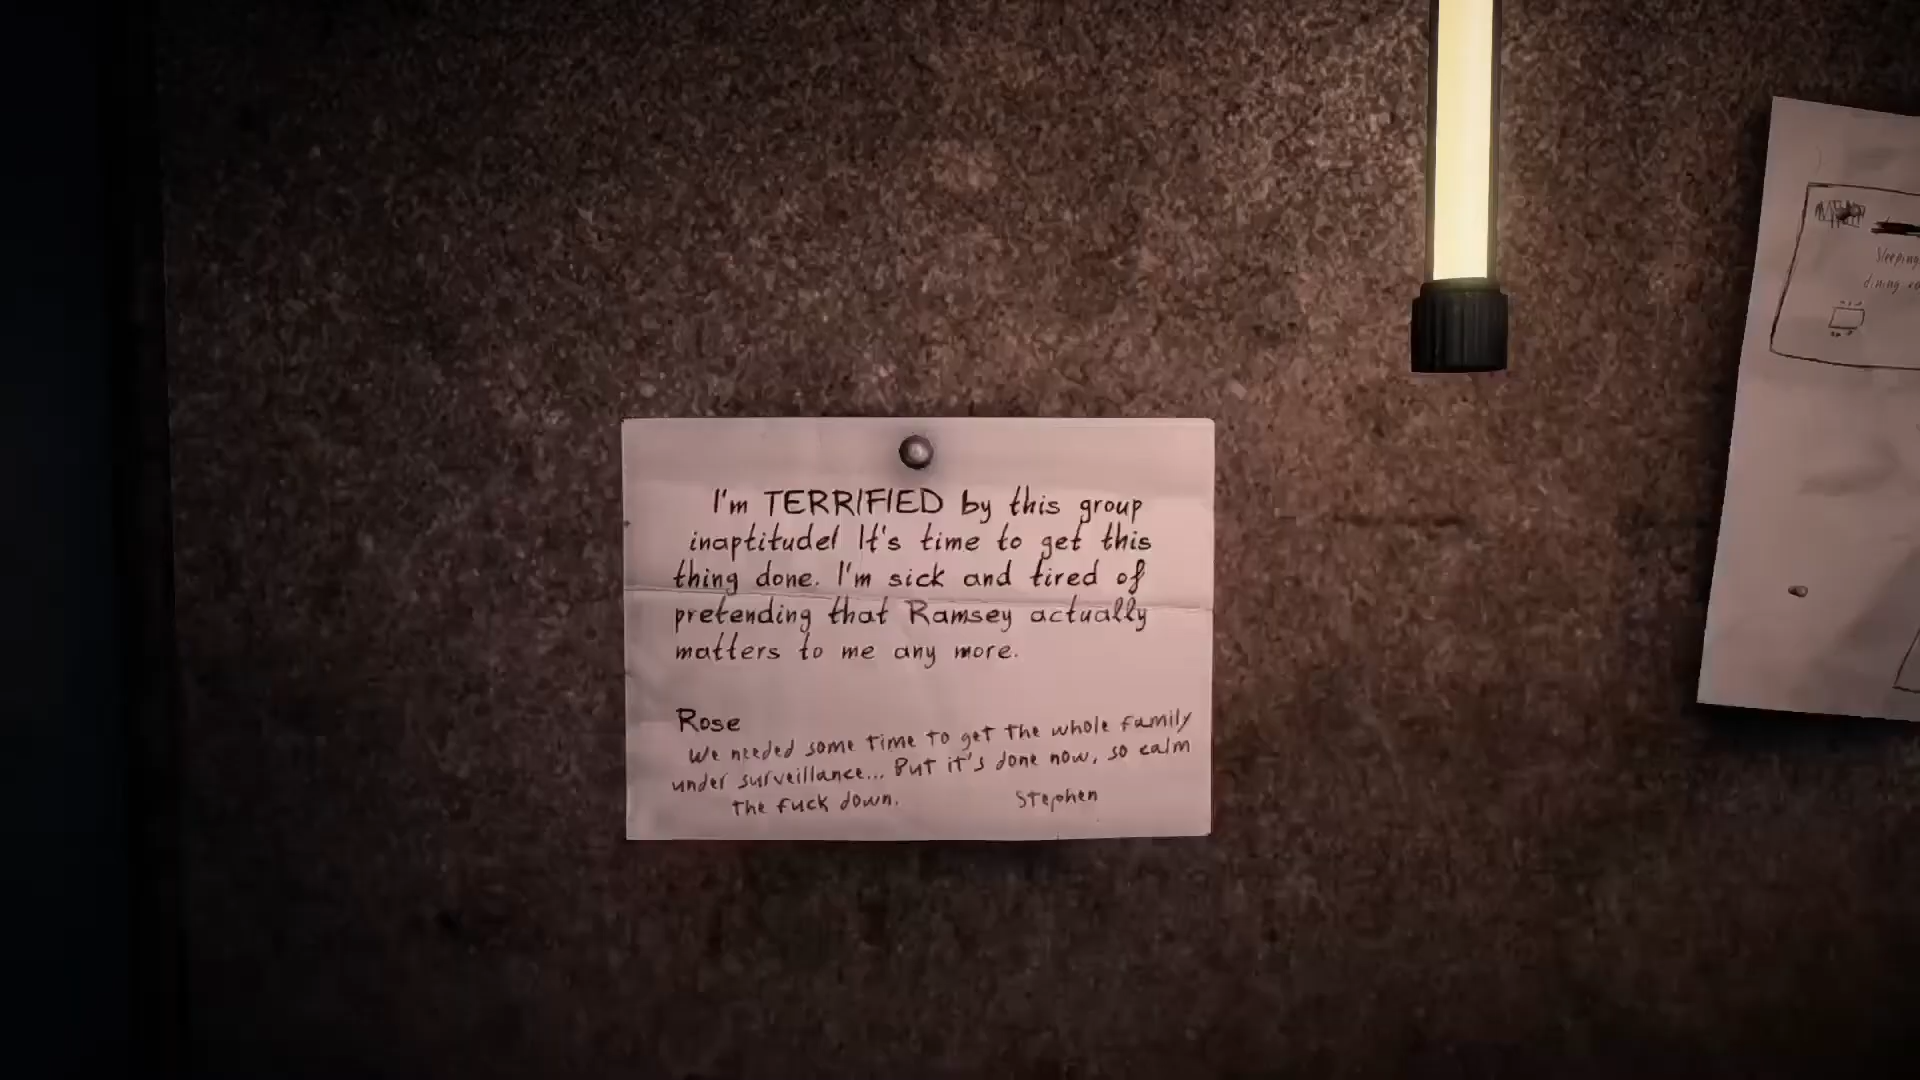 I'm TERRIFIED by this group
inaptitude! It's time to get this
thing done. I'm sick and tired of
pretending that Ramsey actually
matters to me any more.
Rose
We needed some time to get the whole family
under surveillance... But it's done now, so calm
the fuck down.
Stephen
Sleeping
dining